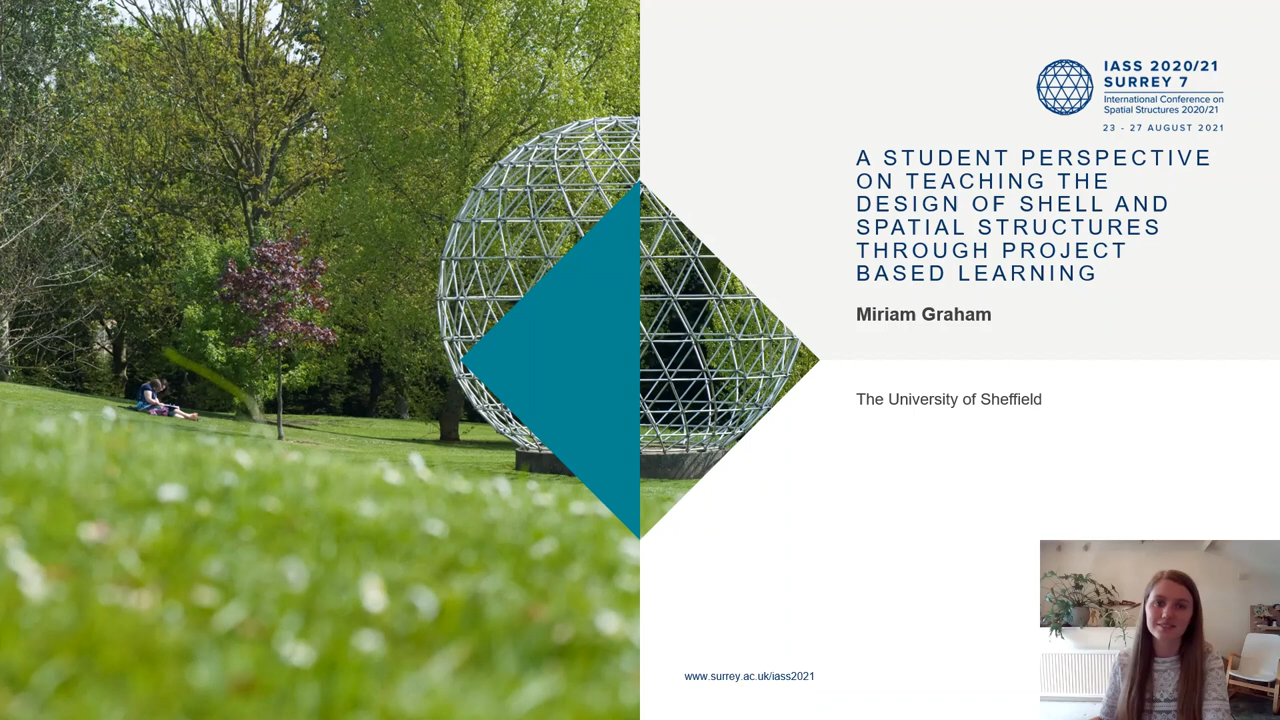 IASS 2020/21
SURREY 7
International Conference on
Spatial Structures 2020/21
23 - 27 AUGUST 2021
A STUDENT PERSPECTIVE
ON TEACHING THE
DESIGN OF SHELL AND
SPATIAL STRUCTURES
THROUGH PROJECT
BASED LEARNING
Miriam Graham
The University of Sheffield
www.surrey.ac.uk/iass2021